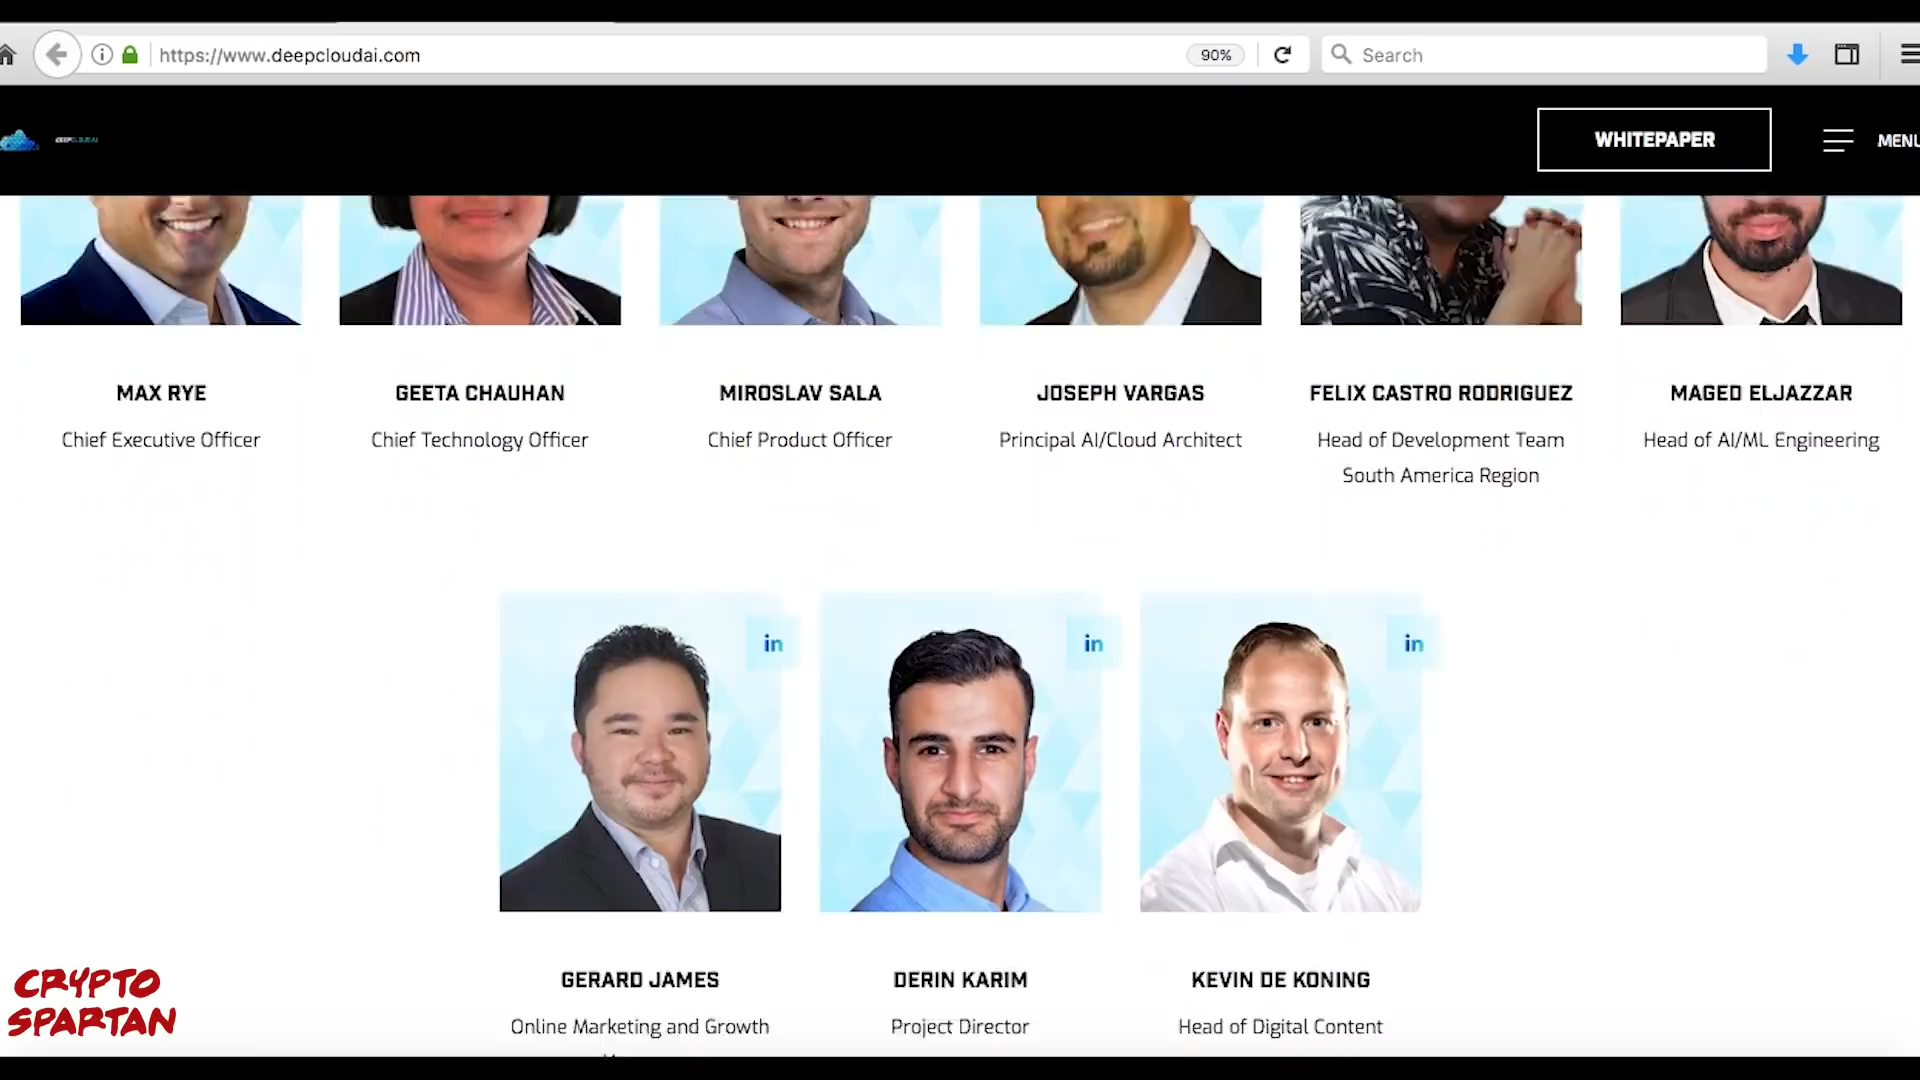 https://www.deepcloudai.com
90%
Search
DEEPCLOUDAI
WHITEPAPER
MENU
MAX RYE
GEETA CHAUHAN
MIROSLAV SALA
JOSEPH VARGAS
FELIX CASTRO RODRIGUEZ
MAGED ELJAZZAR
Chief Executive Officer
Chief Technology Officer
Chief Product Officer
Principal AI/Cloud Architect
Head of Development Team
South America Region
Head of AI/ML Engineering
in
in
in
GERARD JAMES
DERIN KARIM
KEVIN DE KONING
Online Marketing and Growth
Project Director
Head of Digital Content
CRYPTO
SPARTAN